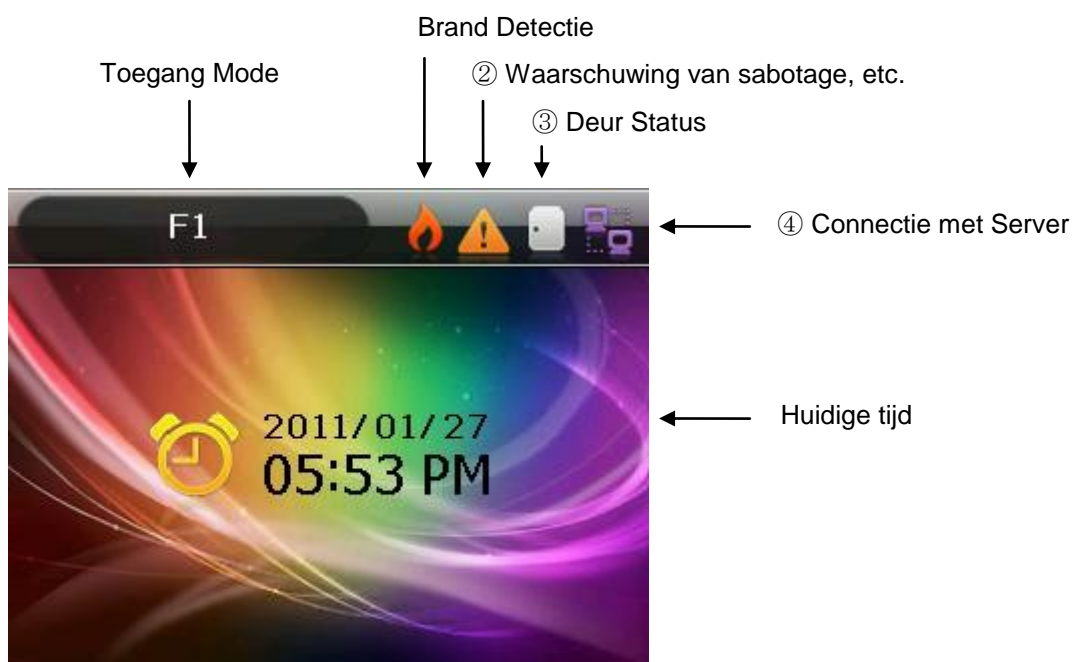 Brand Detectie
Toegang Mode
② Waarschuwing van sabotage, etc.
③ Deur Status
F1
④ Connectie met Server
2011/01/27
05:53 PM
Huidige tijd